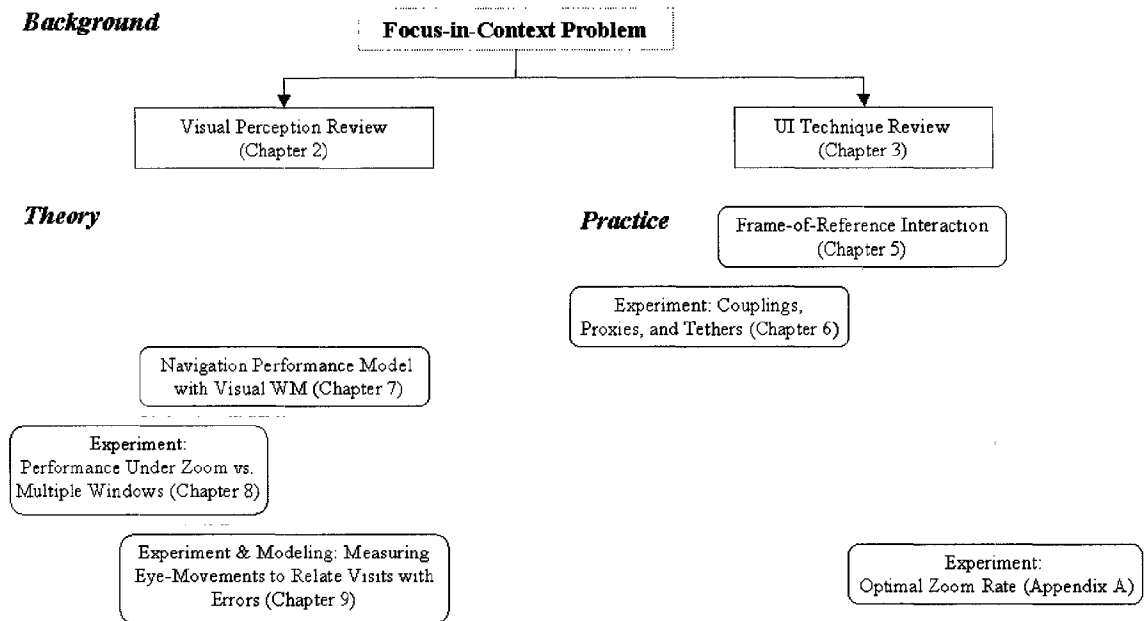 Background
Focus-in-Context Problem
Visual Perception Review
(Chapter 2)
UI Technique Review
(Chapter 3)
Theory
Practice
Frame-of-Reference Interaction
(Chapter 5)
Experiment: Couplings,
Proxies, and Tethers (Chapter 6)
Navigation Performance Model
with Visual WM (Chapter 7)
Experiment:
Performance Under Zoom vs.
Multiple Windows (Chapter 8)
Experiment & Modeling: Measuring
Eye-Movements to Relate Visits with
Errors (Chapter 9)
Experiment:
Optimal Zoom Rate (Appendix A)